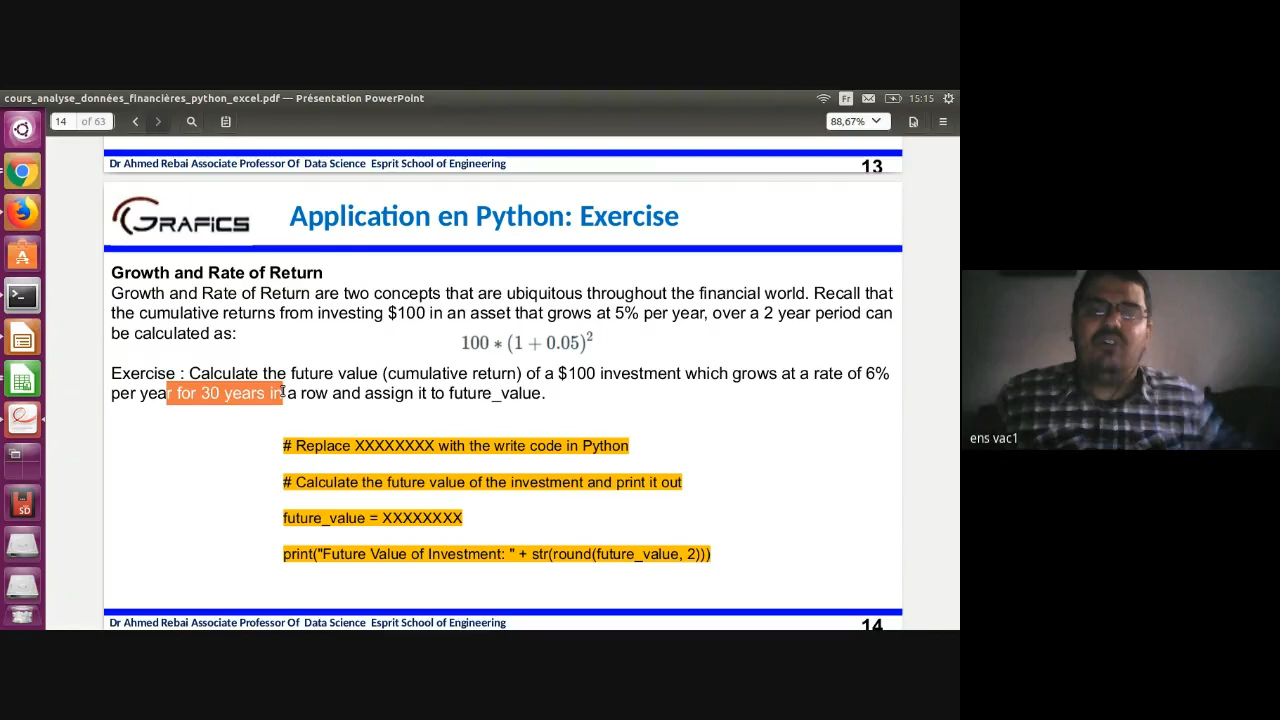 cours_analyse_données_financières_python_excel.pdf — Présentation PowerPoint
Fr
15:15
14 of 63
88,67%
Dr Ahmed Rebai Associate Professor Of Data Science Esprit School of Engineering
13
GRAFICS
Application en Python: Exercise
Growth and Rate of Return
Growth and Rate of Return are two concepts that are ubiquitous throughout the financial world. Recall that
the cumulative returns from investing $100 in an asset that grows at 5% per year, over a 2 year period can
be calculated as:
100 ∗ (1 + 0.05)²
Exercise : Calculate the future value (cumulative return) of a $100 investment which grows at a rate of 6%
per year for 30 years in a row and assign it to future_value.
# Replace XXXXXXXX with the write code in Python
# Calculate the future value of the investment and print it out
future_value = XXXXXXXX
print("Future Value of Investment: " + str(round(future_value, 2)))
Dr Ahmed Rebai Associate Professor Of Data Science Esprit School of Engineering
14
SD
ens vac1